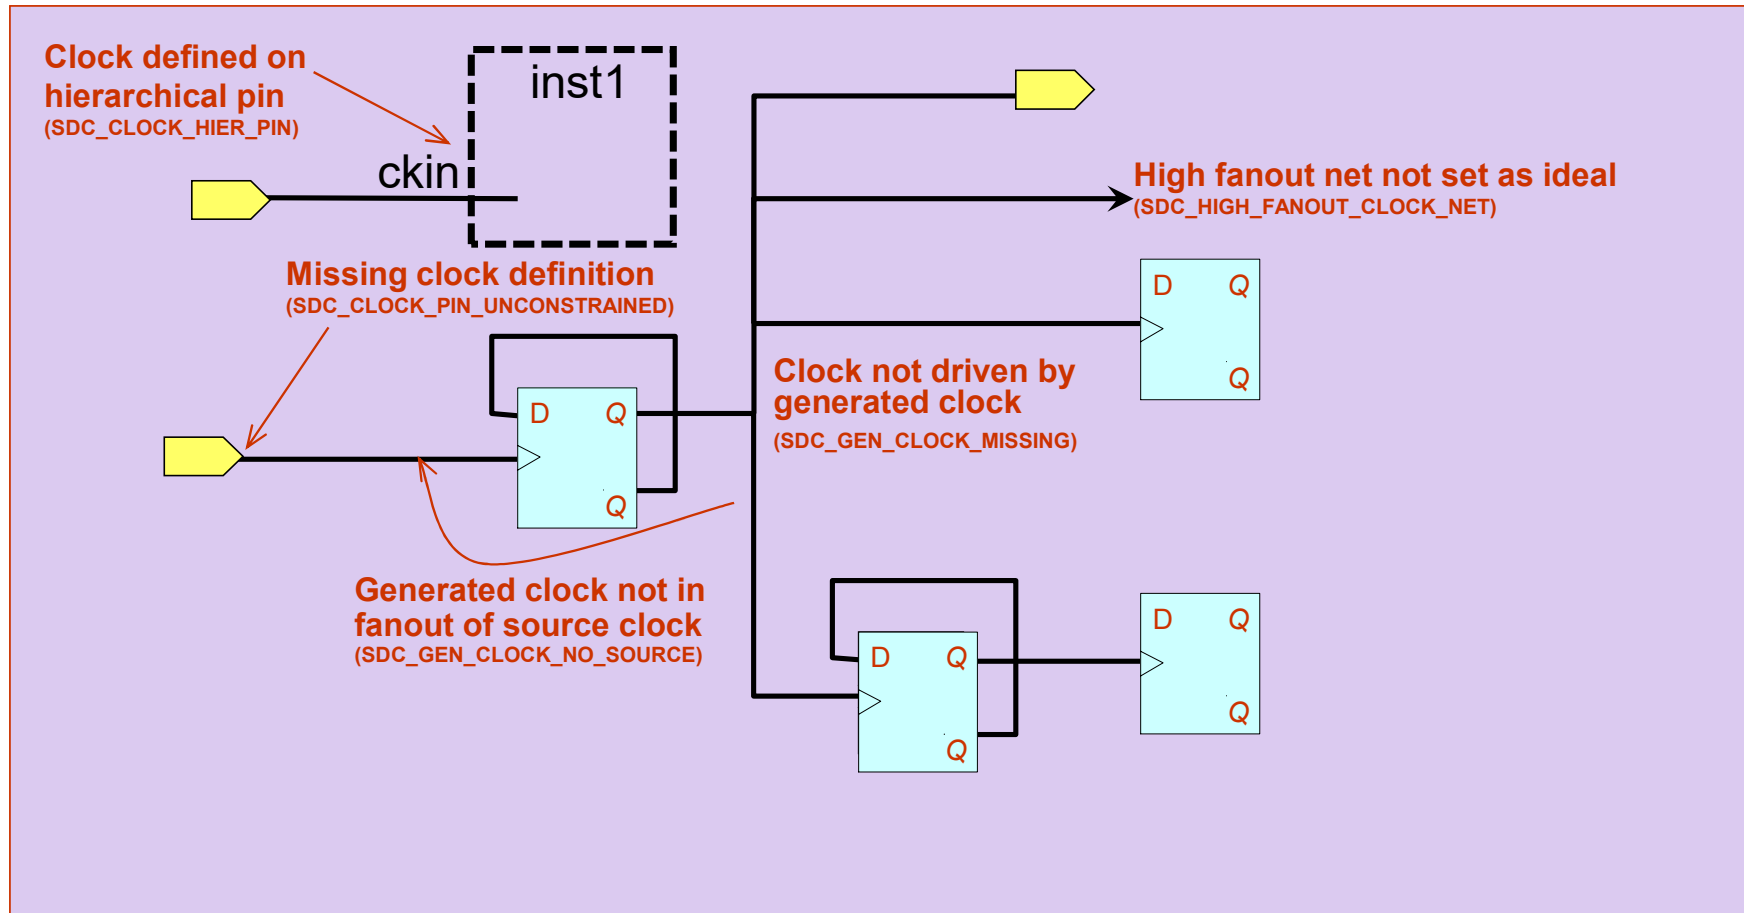 Clock defined on
hierarchical pin
(SDC_CLOCK_HIER_PIN)
inst1
ckin
High fanout net not set as ideal
(SDC_HIGH_FANOUT_CLOCK_NET)
Missing clock definition
(SDC_CLOCK_PIN_UNCONSTRAINED)
D Q
Q
Clock not driven by
generated clock
(SDC_GEN_CLOCK_MISSING)
D Q
Q
Generated clock not in
fanout of source clock
(SDC_GEN_CLOCK_NO_SOURCE)
D Q
Q
D Q
Q